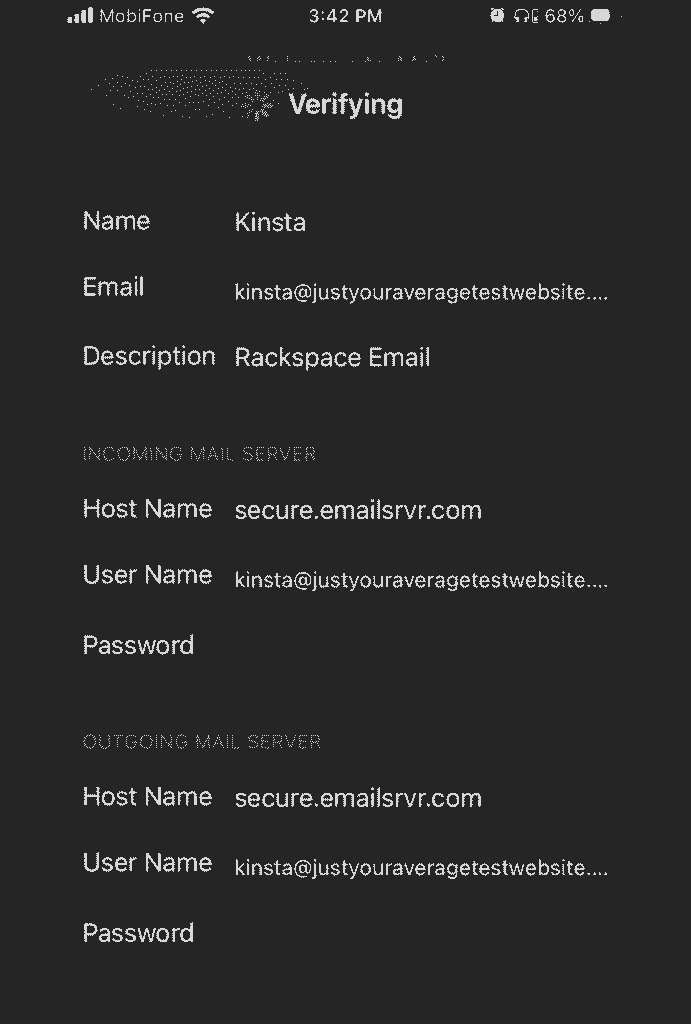 MobiFone 3:42 PM 68%
Verifying
Name Kinsta
Email kinsta@justyouraveragetestwebsite....
Description Rackspace Email
INCOMING MAIL SERVER
Host Name secure.emailsrvr.com
User Name kinsta@justyouraveragetestwebsite....
Password
OUTGOING MAIL SERVER
Host Name secure.emailsrvr.com
User Name kinsta@justyouraveragetestwebsite....
Password